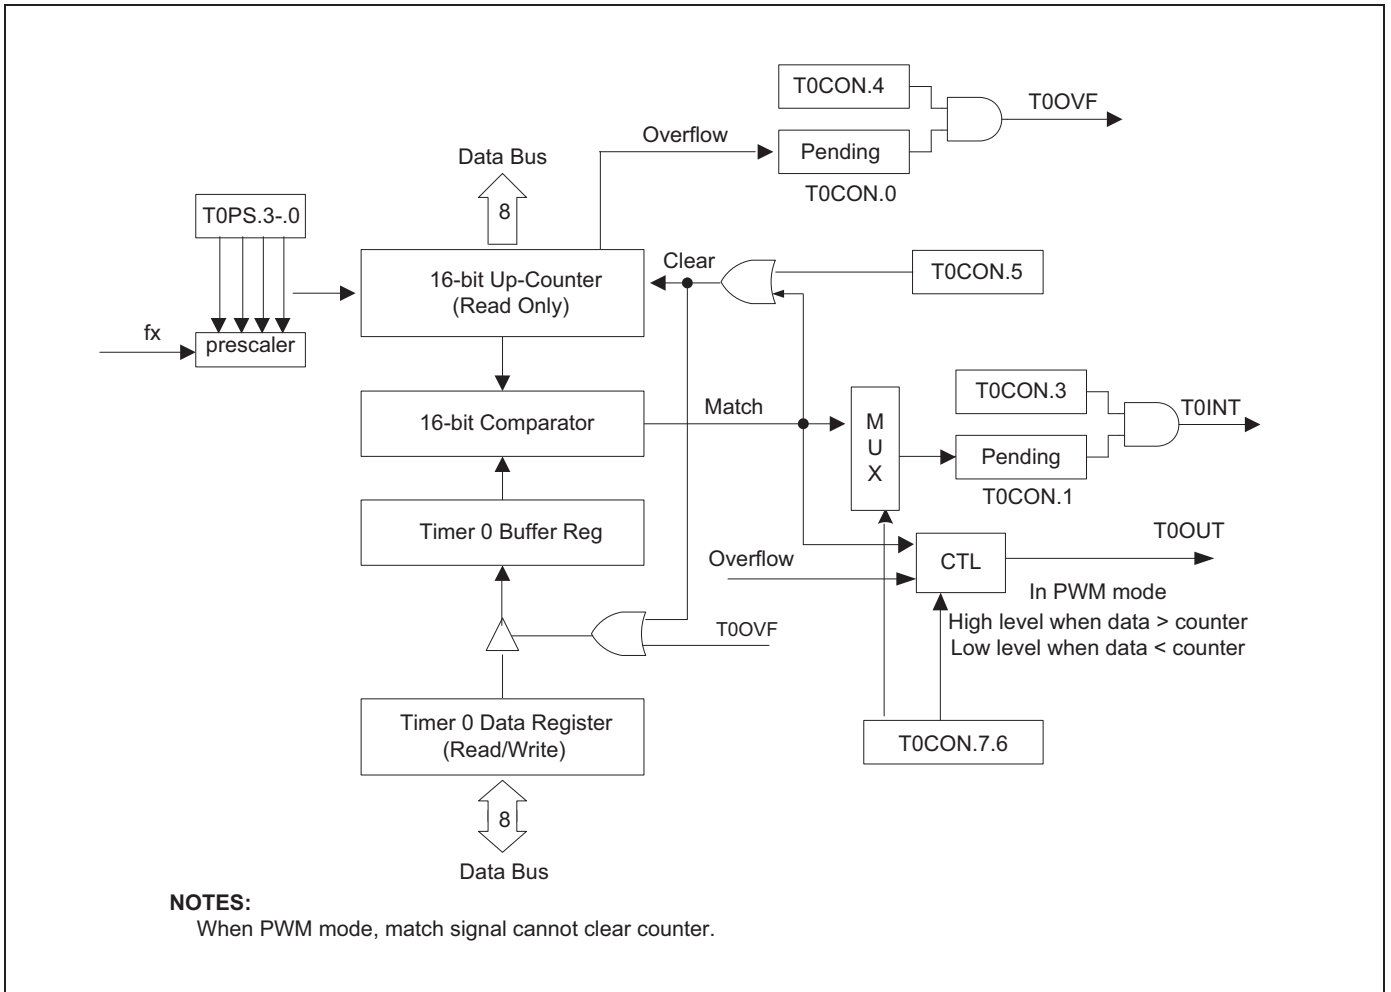 T0CON.4
T0OVF
Overflow
Pending
Data Bus
T0CON.0
T0PS.3-.0
8
Clear
T0CON.5
16-bit Up-Counter
(Read Only)
fx
prescaler
T0CON.3
Match
M
U
X
T0INT
16-bit Comparator
Pending
T0CON.1
Timer 0 Buffer Reg
T0OUT
Overflow
CTL
In PWM mode
High level when data > counter
Low level when data < counter
T0OVF
Timer 0 Data Register
(Read/Write)
T0CON.7.6
8
Data Bus
NOTES:
When PWM mode, match signal cannot clear counter.